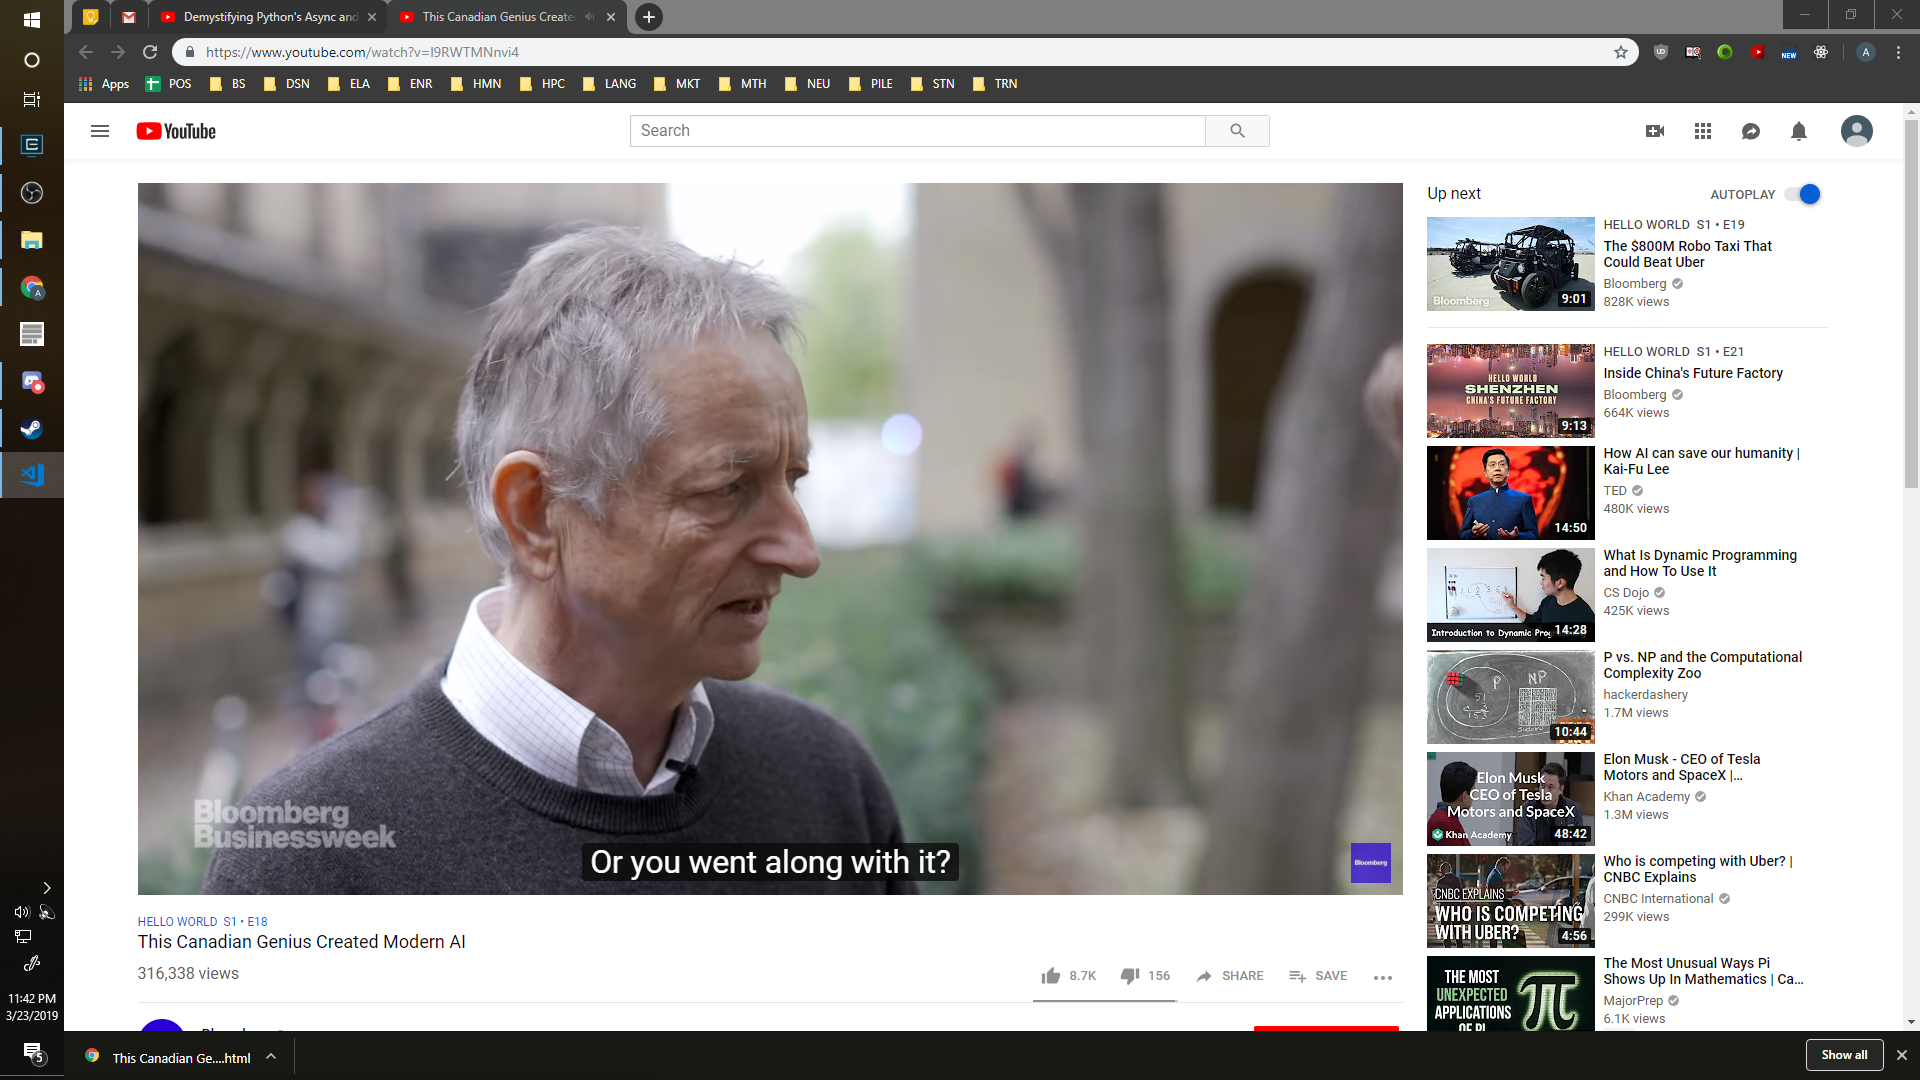 Demystifying Python's Async and
This Canadian Genius Create
https://www.youtube.com/watch?v=I9RWTMNnvi4
NEW
A
Apps
POS
BS
DSN
ELA
ENR
HMN
HPC
LANG
MKT
MTH
NEU
PILE
STN
TRN
YouTube
Search
Bloomberg
Businessweek
Or you went along with it?
Bloomberg
HELLO WORLD S1 • E18
This Canadian Genius Created Modern AI
316,338 views
8.7K
156
SHARE
SAVE
Up next
AUTOPLAY
Bloomberg
9:01
HELLO WORLD S1 • E19
The $800M Robo Taxi That
Could Beat Uber
Bloomberg
828K views
HELLO WORLD
SHENZHEN
CHINA'S FUTURE FACTORY
9:13
HELLO WORLD S1 • E21
Inside China's Future Factory
Bloomberg
664K views
14:50
How AI can save our humanity |
Kai-Fu Lee
TED
480K views
Introduction to Dynamic Prog
14:28
What Is Dynamic Programming
and How To Use It
CS Dojo
425K views
P
NP
51
153
Sudoku
10:44
P vs. NP and the Computational
Complexity Zoo
hackerdashery
1.7M views
Elon Musk
CEO of Tesla
Motors and SpaceX
Khan Academy
48:42
Elon Musk - CEO of Tesla
Motors and SpaceX |...
Khan Academy
1.3M views
CNBC EXPLAINS
WHO IS COMPETING
WITH UBER?
4:56
Who is competing with Uber? |
CNBC Explains
CNBC International
299K views
THE MOST
UNEXPECTED
APPLICATIONS
OF PI
π
The Most Unusual Ways Pi
Shows Up In Mathematics | Ca...
MajorPrep
6.1K views
11:42 PM
3/23/2019
5
This Canadian Ge....html
Show all